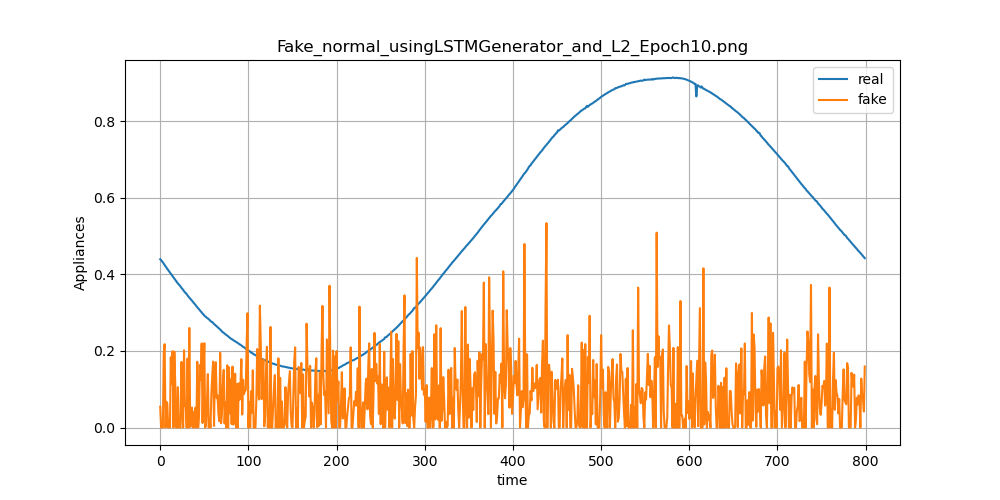 Fake_normal_usingLSTMGenerator_and_L2_Epoch10.png
real
fake
Appliances
0.8
0.6
0.4
0.2
0.0
0 100 200 300 400 500 600 700 800
time